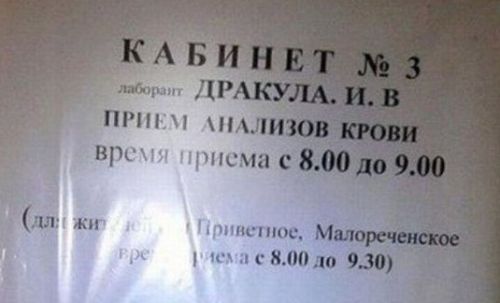 КАБИНЕТ № 3
лаборант ДРАКУЛА. И. В
ПРИЕМ АНАЛИЗОВ КРОВИ
время приема с 8.00 до 9.00
(для Приветное, Малореченское
с 8.00 до 9.30)